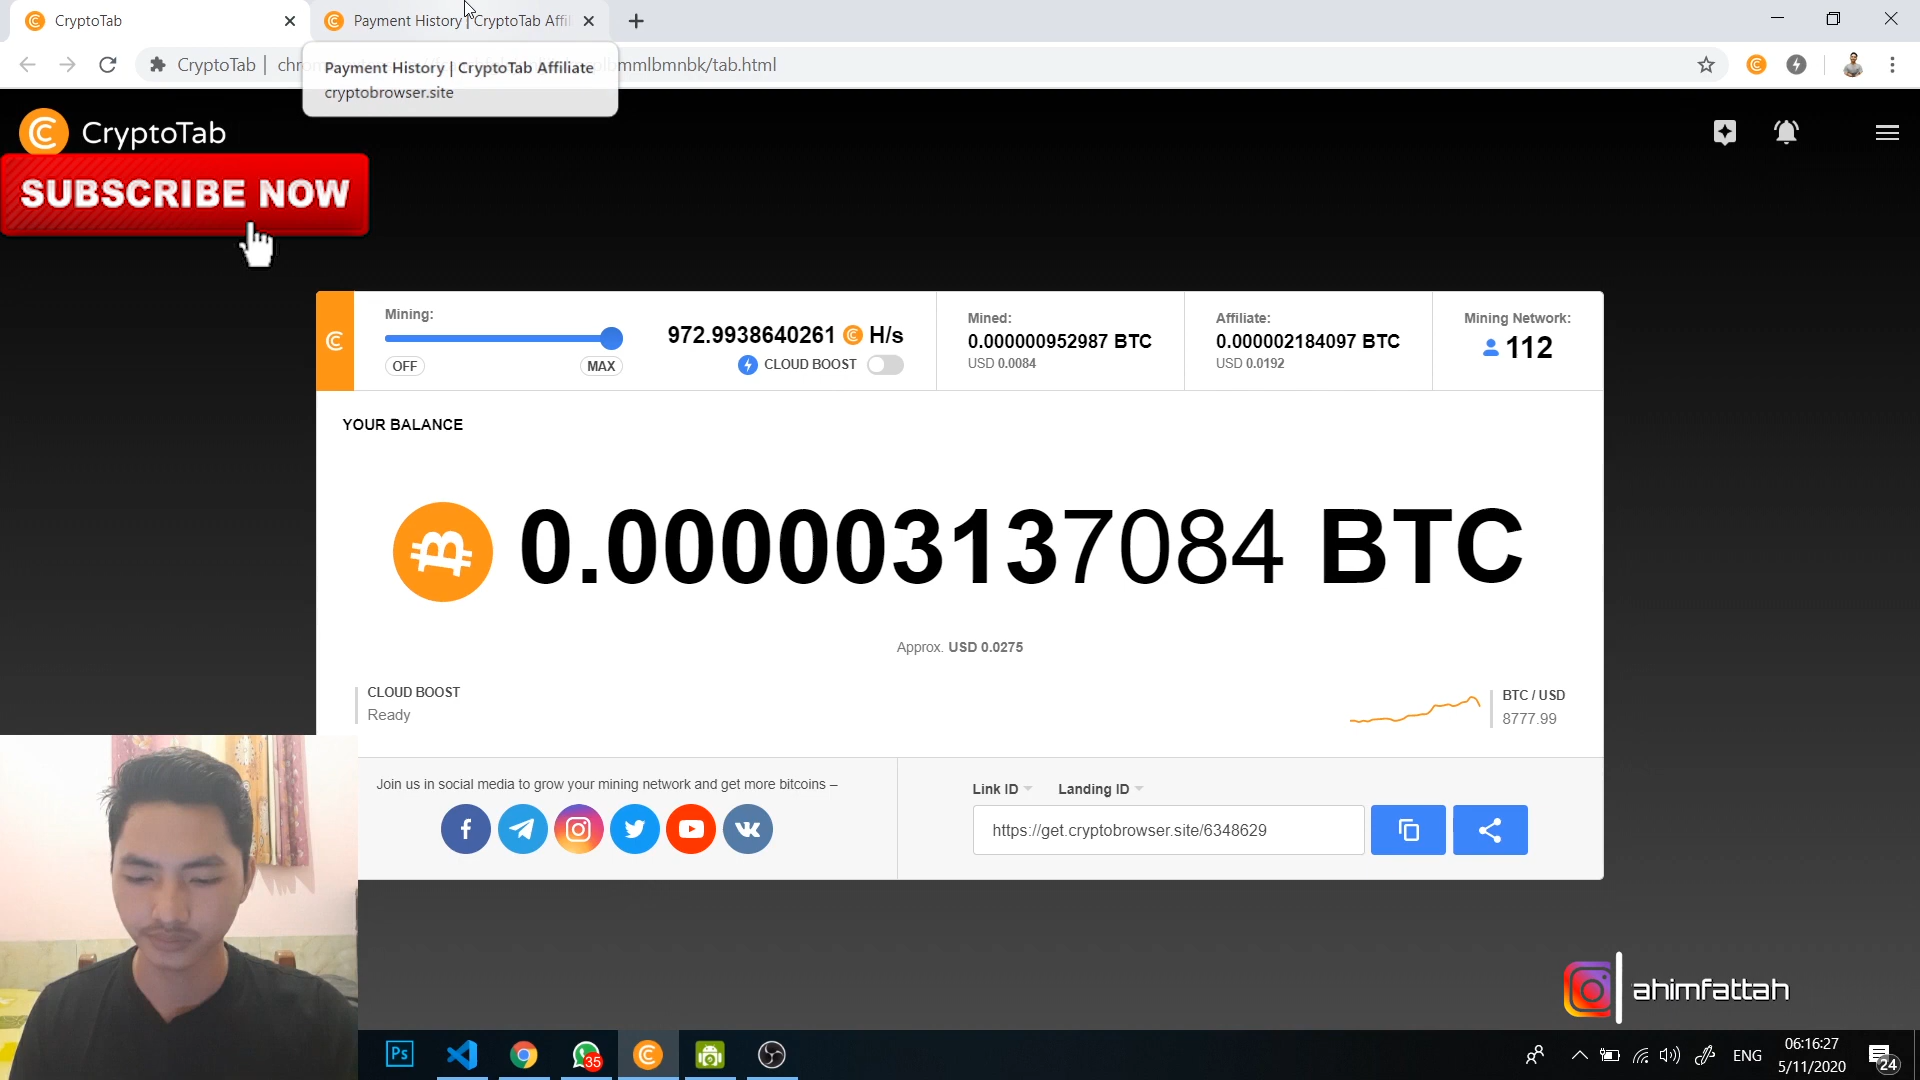 CryptoTab
Payment History | CryptoTab Affil
CryptoTab | chr
mmlbmnbk/tab.html
Payment History | CryptoTab Affiliate
cryptobrowser.site
CryptoTab
SUBSCRIBE NOW
Mining:
OFF
MAX
972.9938640261 H/s
CLOUD BOOST
Mined:
0.000000952987 BTC
USD 0.0084
Affiliate:
0.000002184097 BTC
USD 0.0192
Mining Network:
112
YOUR BALANCE
0.000003137084 BTC
Approx. USD 0.0275
CLOUD BOOST
Ready
BTC / USD
8777.99
Join us in social media to grow your mining network and get more bitcoins –
Link ID
Landing ID
https://get.cryptobrowser.site/6348629
ahimfattah
Ps
35
ENG
06:16:27
5/11/2020
24